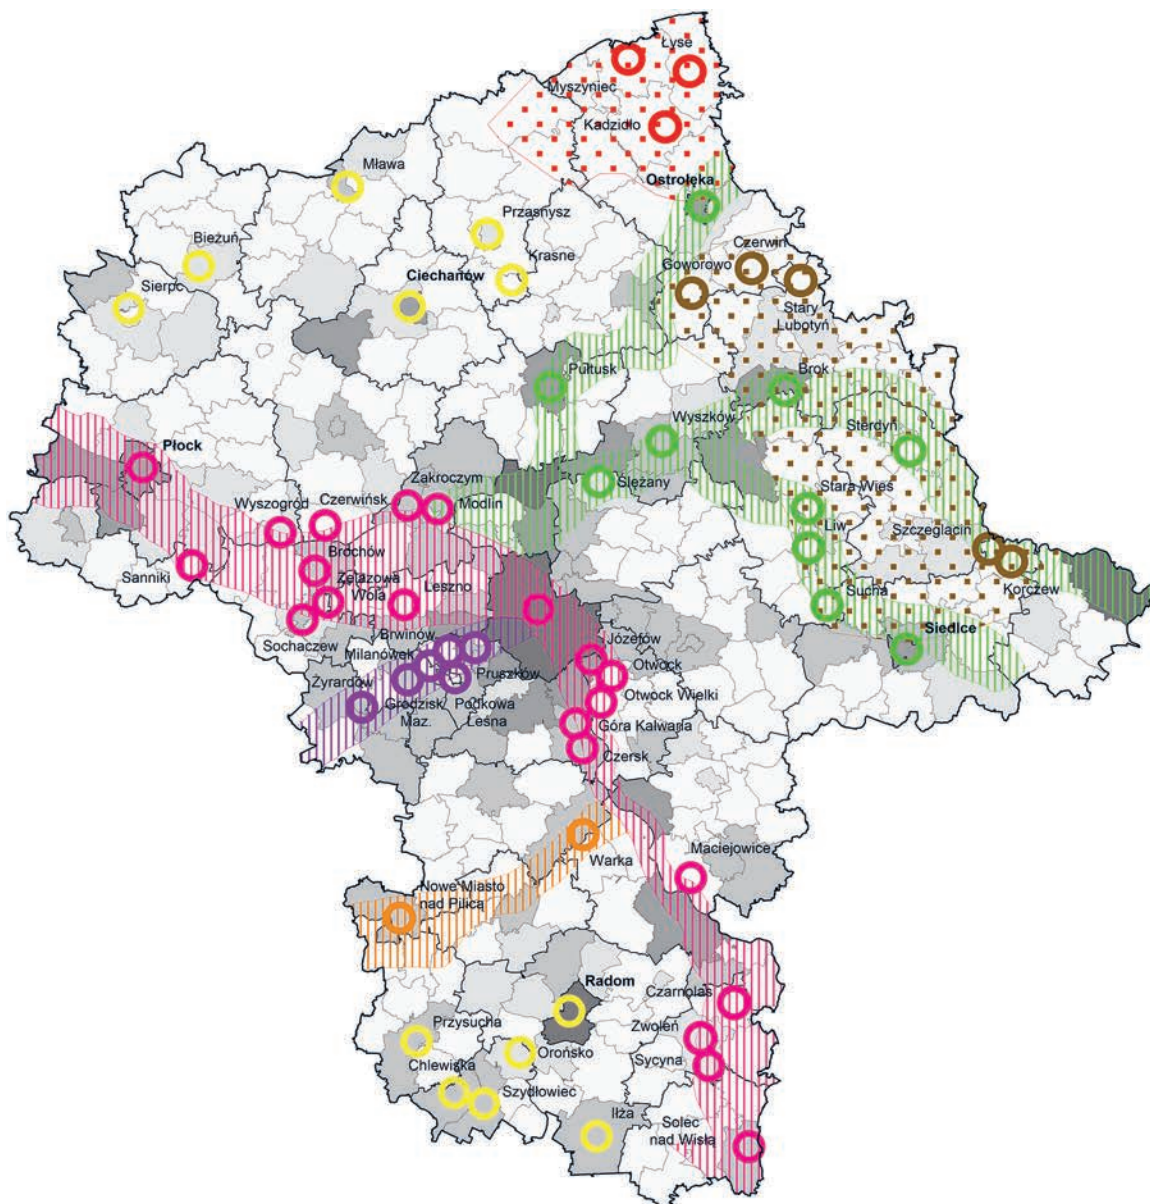 Łyse
Myszyniec
Kadzidło
Mława
Ostrołęka
Przasnysz
Bieżuń
Czerwin
Krasne
Goworowo
Ciechanów
Sierpc
Stary
Lubotyń
Pułtusk
Brok
Wyszków
Sterdyń
Płock
Zakroczym
Ślężany
Stara Wieś
Wyszogród
Czerwińsk
Modlin
Liw
Szczeglacin
Brochów
Sanniki
Żelazowa
Wola
Leszno
Sucha
Korczew
Siedlce
Sochaczew
Brwinów
Józefów
Milanówek
Otwock
Żyrardów
Pruszków
Otwock Wielki
Grodzisk
Maz.
Podkowa
Leśna
Góra Kalwaria
Czersk
Maciejowice
Warka
Nowe Miasto
nad Pilicą
Radom
Czarnolas
Przysucha
Zwoleń
Orońsko
Sycyna
Chlewiska
Szydłowiec
Iłża
Solec
nad Wisłą